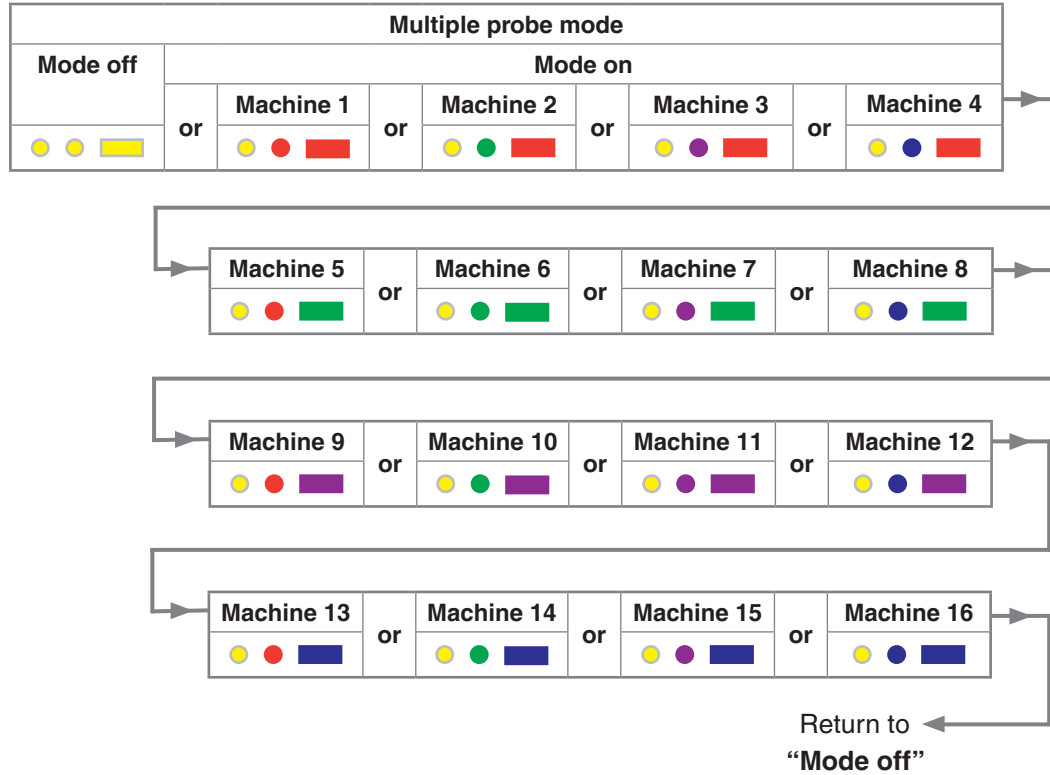 Multiple probe mode
Mode off
Mode on
or
Machine 1
or
Machine 2
or
Machine 3
or
Machine 4
Machine 5
or
Machine 6
or
Machine 7
or
Machine 8
Machine 9
or
Machine 10
or
Machine 11
or
Machine 12
Machine 13
or
Machine 14
or
Machine 15
or
Machine 16
Return to
“Mode off”